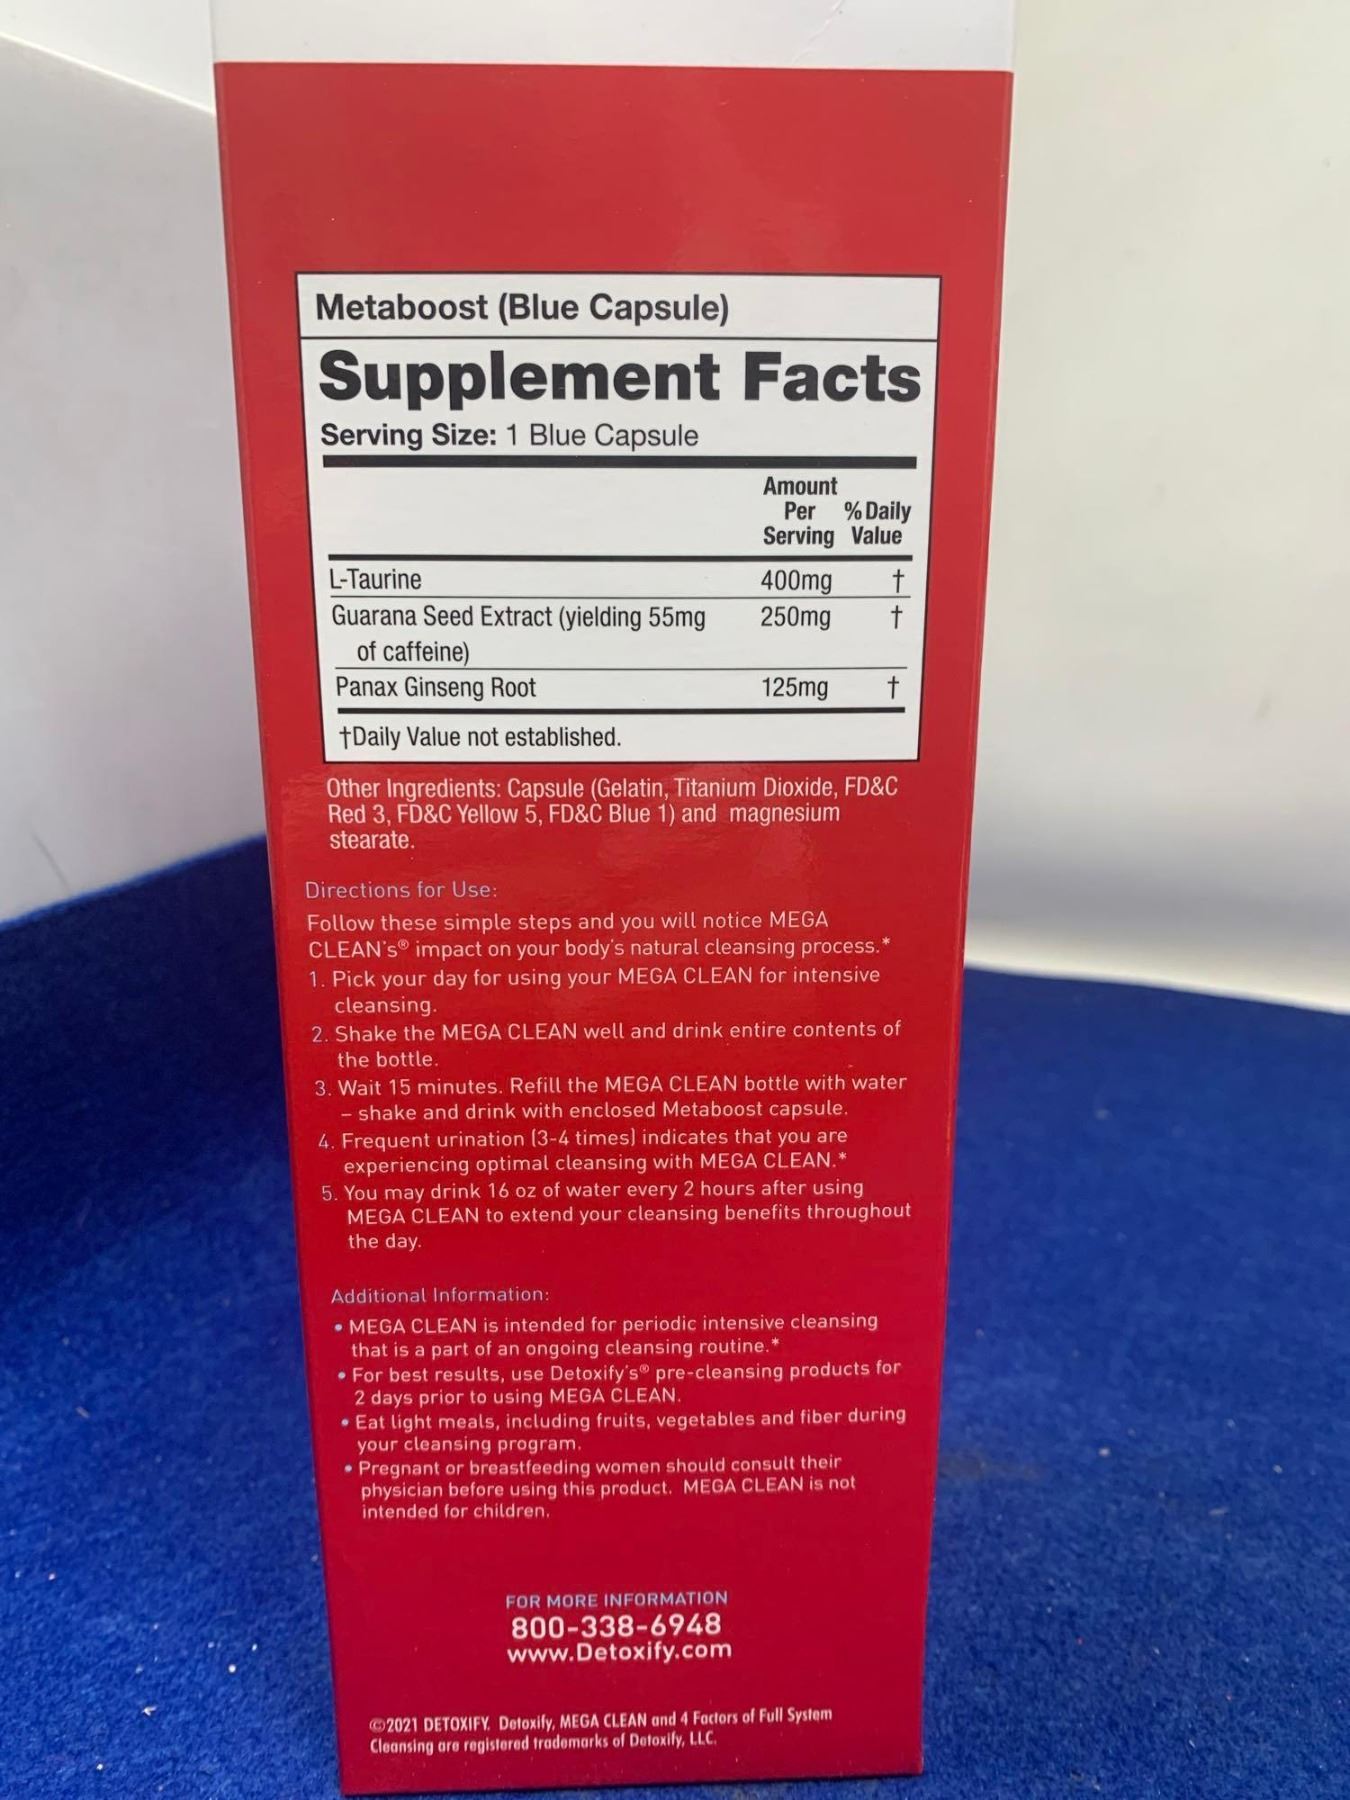 Metaboost (Blue Capsule)
Supplement Facts
Serving Size: 1 Blue Capsule
Amount
Per % Daily
Serving Value
L-Taurine 400mg †
Guarana Seed Extract (yielding 55mg 250mg †
of caffeine)
Panax Ginseng Root 125mg †
†Daily Value not established.
Other Ingredients: Capsule (Gelatin, Titanium Dioxide, FD&C
Red 3, FD&C Yellow 5, FD&C Blue 1) and magnesium
stearate.
Directions for Use:
Follow these simple steps and you will notice MEGA
CLEAN's® impact on your body's natural cleansing process.*
1. Pick your day for using your MEGA CLEAN for intensive
cleansing.
2. Shake the MEGA CLEAN well and drink entire contents of
the bottle.
3. Wait 15 minutes. Refill the MEGA CLEAN bottle with water
– shake and drink with enclosed Metaboost capsule.
4. Frequent urination (3-4 times) indicates that you are
experiencing optimal cleansing with MEGA CLEAN.*
5. You may drink 16 oz of water every 2 hours after using
MEGA CLEAN to extend your cleansing benefits throughout
the day.
Additional Information:
• MEGA CLEAN is intended for periodic intensive cleansing
that is a part of an ongoing cleansing routine.*
• For best results, use Detoxify's® pre-cleansing products for
2 days prior to using MEGA CLEAN.
• Eat light meals, including fruits, vegetables and fiber during
your cleansing program.
• Pregnant or breastfeeding women should consult their
physician before using this product. MEGA CLEAN is not
intended for children.
FOR MORE INFORMATION
800-338-6948
www.Detoxify.com
©2021 DETOXIFY. Detoxify, MEGA CLEAN and 4 Factors of Full System
Cleansing are registered trademarks of Detoxify, LLC.